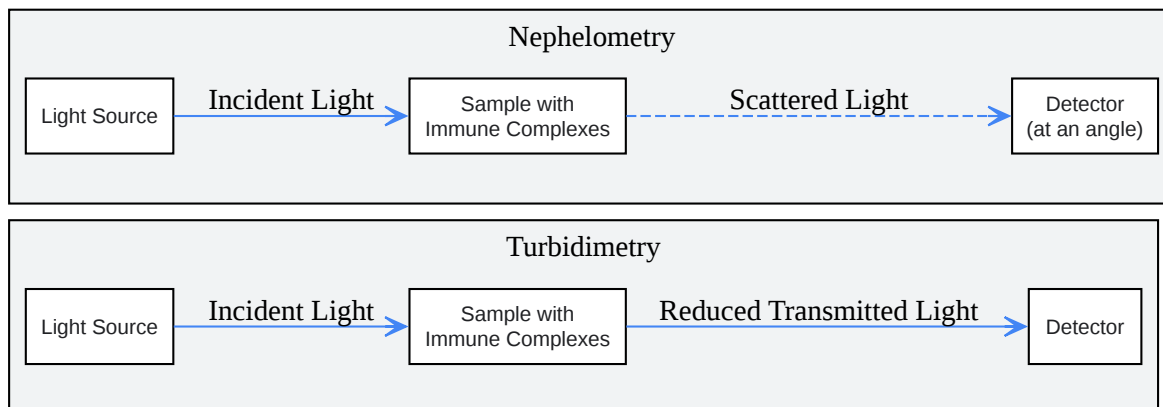 Nephelometry
Light Source
Incident Light
Sample with
Immune Complexes
Scattered Light
Detector
(at an angle)
Turbidimetry
Light Source
Incident Light
Sample with
Immune Complexes
Reduced Transmitted Light
Detector